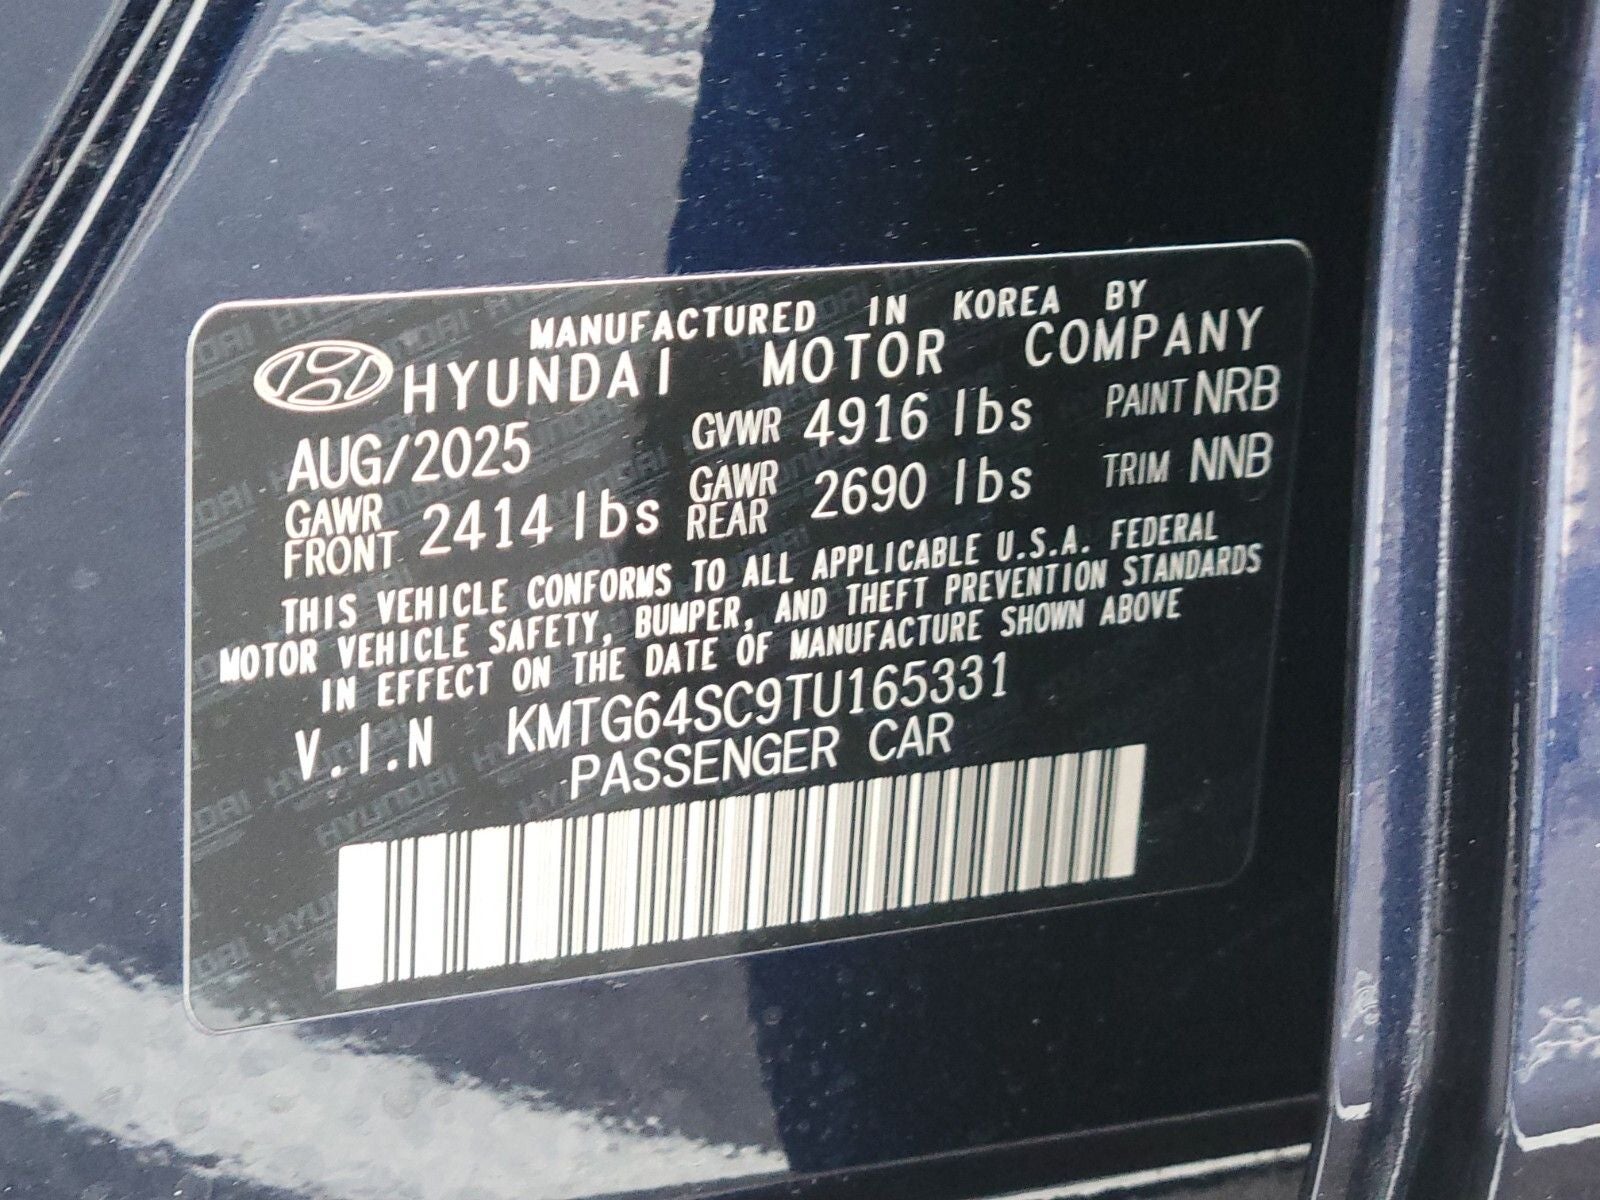 MANUFACTURED IN KOREA BY
HYUNDAI MOTOR COMPANY
AUG/2025 GVWR 4916 lbs PAINT NRB
GAWR FRONT 2414 lbs GAWR REAR 2690 lbs TRIM NNB
THIS VEHICLE CONFORMS TO ALL APPLICABLE U.S.A. FEDERAL
MOTOR VEHICLE SAFETY, BUMPER, AND THEFT PREVENTION STANDARDS
IN EFFECT ON THE DATE OF MANUFACTURE SHOWN ABOVE
V.I.N KMTG64SC9TU165331
PASSENGER CAR